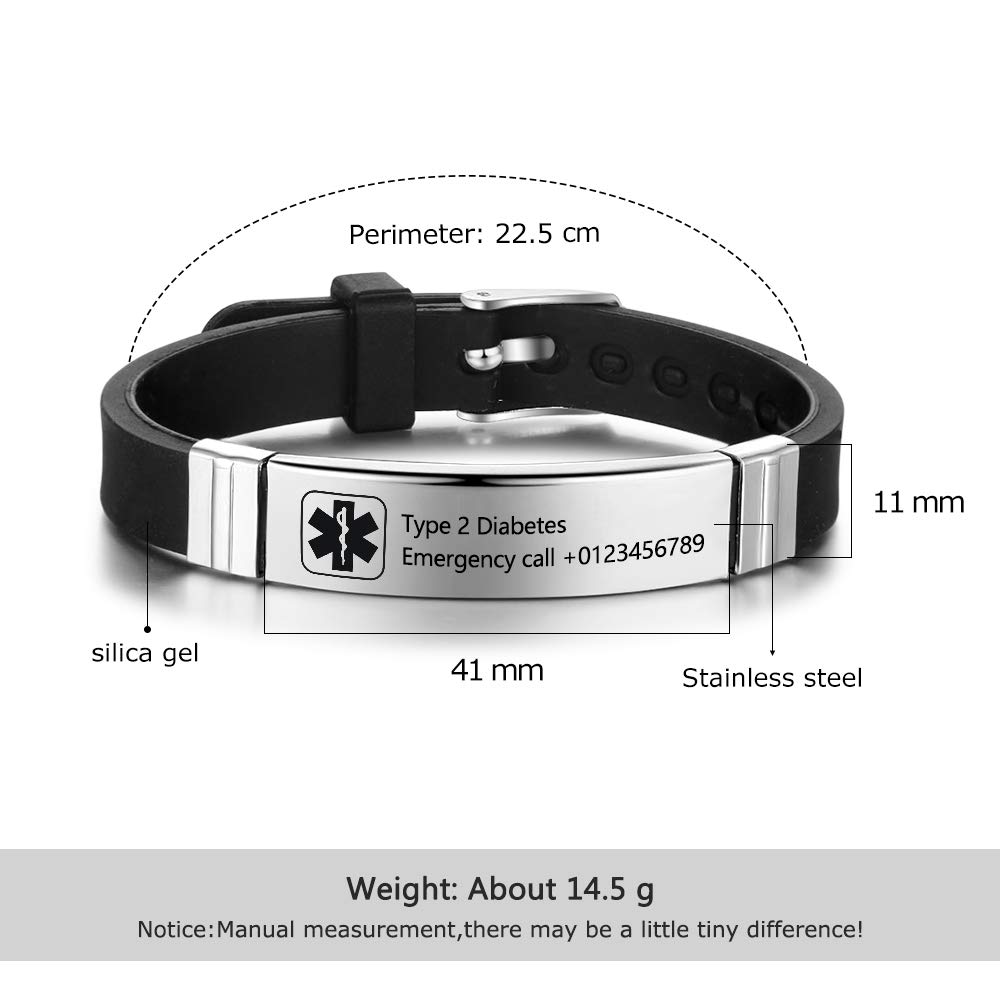 Perimeter: 22.5 cm
Type 2 Diabetes
Emergency call +0123456789
11 mm
silica gel
41 mm
Stainless steel
Weight: About 14.5 g
Notice:Manual measurement,there may be a little tiny difference!